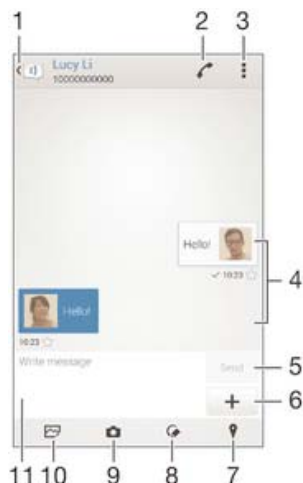 1 2 3
Lucy Li
10000000000
Hello!
10:23
4
Hello!
10:23
Write message
Send
5
6
11 10 9 8 7